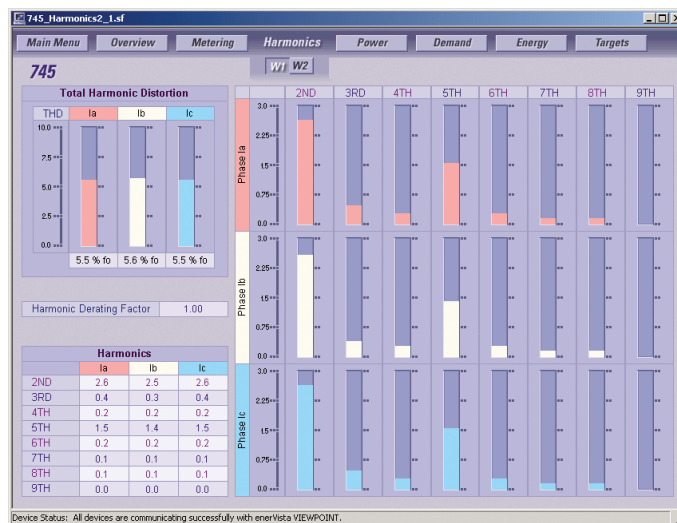 745_Harmonics2_1.sf
Main Menu Overview Metering Harmonics Power Demand Energy Targets
W1 W2
745
Total Harmonic Distortion
THD Ia Ib Ic
10.0
7.5
5.0
2.5
0.0
5.5 % fo 5.6 % fo 5.5 % fo
Harmonic Derating Factor 1.00
Harmonics
Ia Ib Ic
2ND 2.6 2.5 2.6
3RD 0.4 0.3 0.4
4TH 0.2 0.2 0.2
5TH 1.5 1.4 1.5
6TH 0.2 0.2 0.2
7TH 0.1 0.1 0.1
8TH 0.1 0.1 0.1
9TH 0.0 0.0 0.0
2ND 3RD 4TH 5TH 6TH 7TH 8TH 9TH
Phase Ia
3.0
2.25
1.5
0.75
0.0
Phase Ib
3.0
2.25
1.5
0.75
0.0
Phase Ic
3.0
2.25
1.5
0.75
0.0
Device Status: All devices are communicating successfully with enerVista VIEWPOINT.